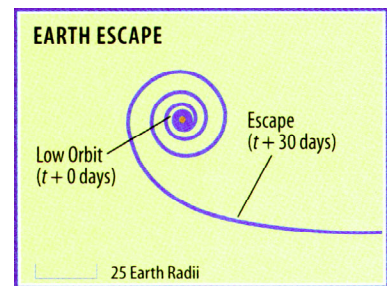 EARTH ESCAPE
Escape
(t + 30 days)
Low Orbit
(t + 0 days)
25 Earth Radii